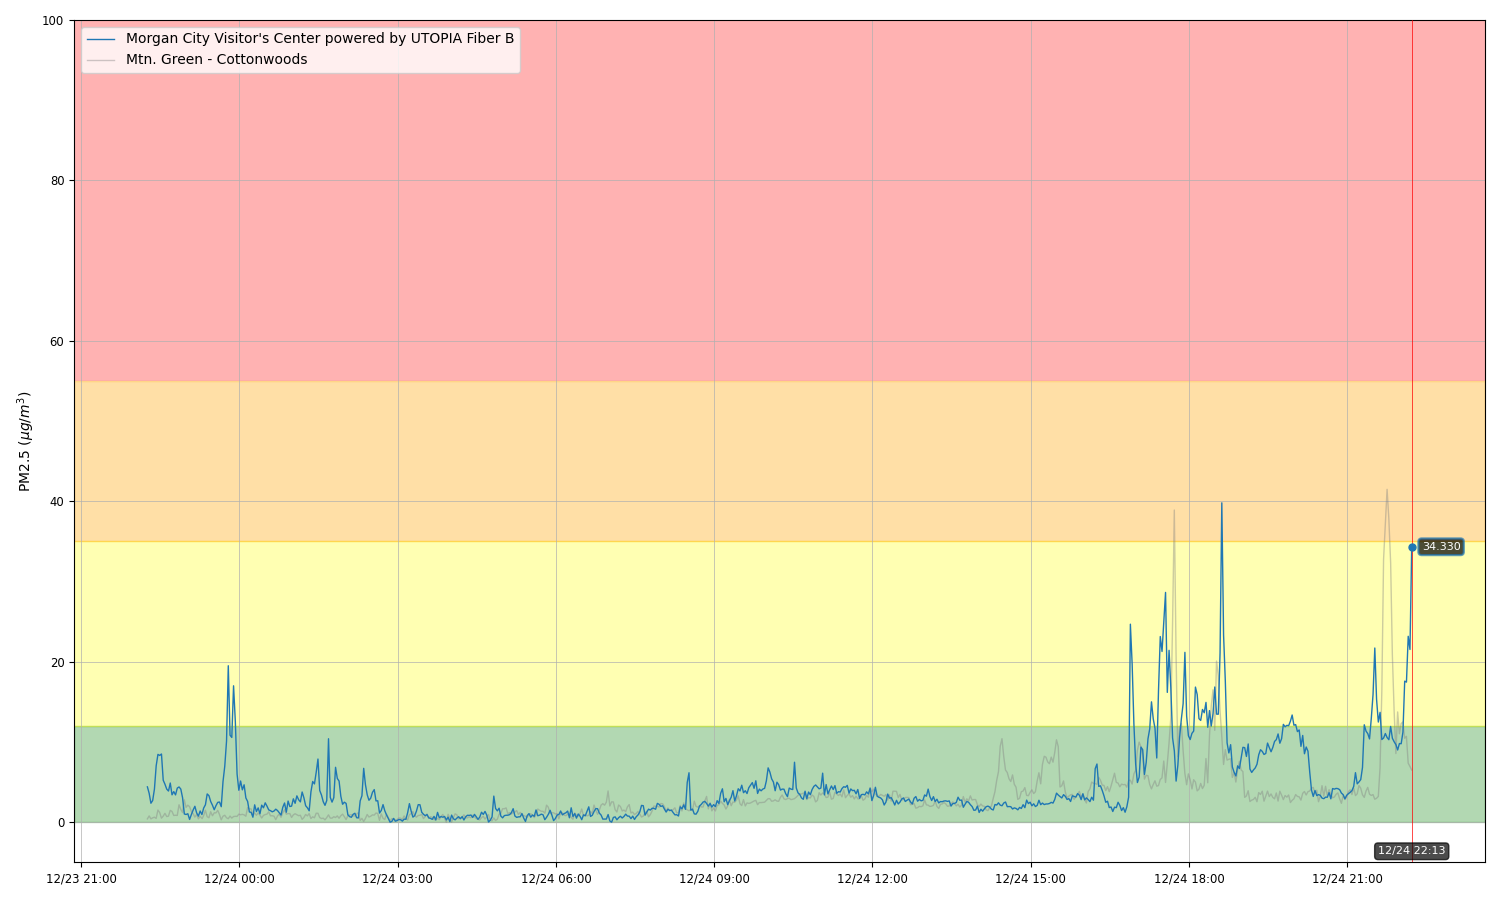 100
Morgan City Visitor's Center powered by UTOPIA Fiber B
Mtn. Green - Cottonwoods
80
60
PM2.5 (μg/m³)
40
34.330
20
0
12/24 22:13
12/23 21:00 12/24 00:00 12/24 03:00 12/24 06:00 12/24 09:00 12/24 12:00 12/24 15:00 12/24 18:00 12/24 21:00